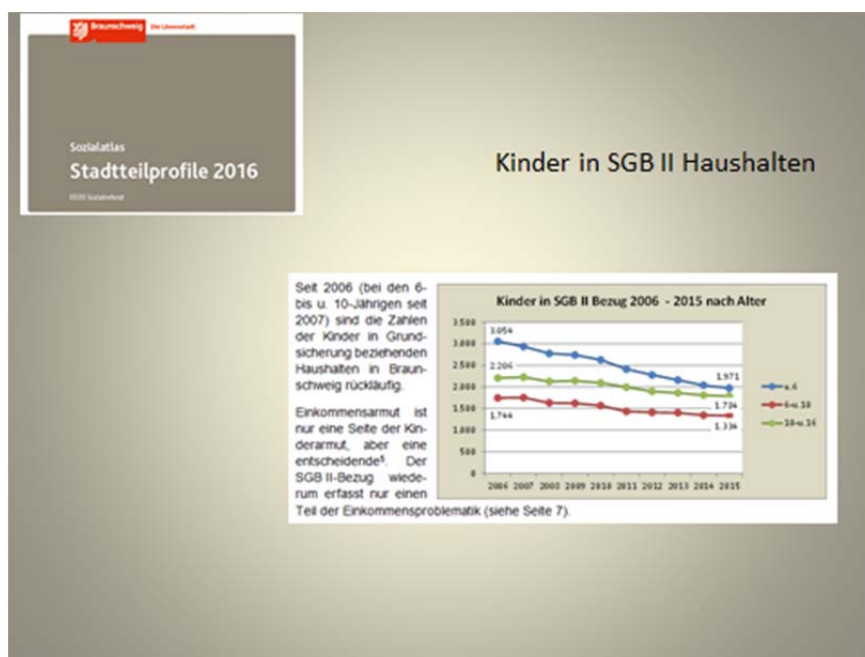 Braunschweig Die Löwenstadt
Sozialatlas
Stadtteilprofile 2016
Kinder in SGB II Haushalten
Seit 2006 (bei den 6-
bis u. 10-Jährigen seit
2007) sind die Zahlen
der Kinder in Grund-
sicherung beziehenden
Haushalten in Braun-
schweig rückläufig.
Einkommensarmut ist
nur eine Seite der Kin-
derarmut, aber eine
entscheidende⁵. Der
SGB II-Bezug wiede-
rum erfasst nur einen
Teil der Einkommensproblematik (siehe Seite 7).
Kinder in SGB II Bezug 2006 - 2015 nach Alter
3.500
3.000
2.500
2.000
1.500
1.000
500
0
3.054
2.206
1.744
1.971
1.794
1.336
2006 2007 2008 2009 2010 2011 2012 2013 2014 2015
u.6
6-u.10
10-u.16